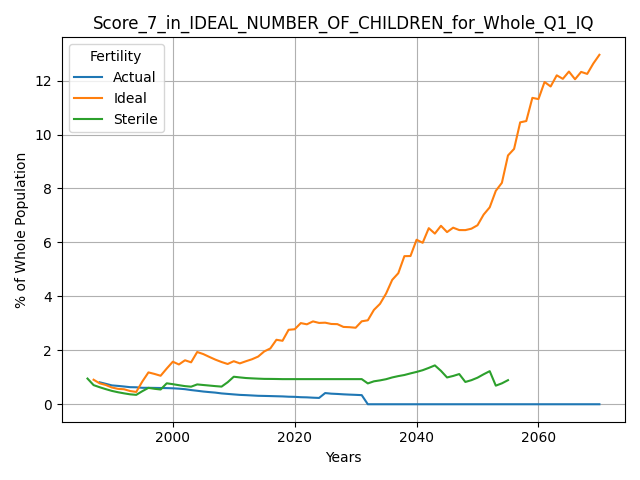 Score_7_in_IDEAL_NUMBER_OF_CHILDREN_for_Whole_Q1_IQ
Fertility
Actual
Ideal
Sterile
% of Whole Population
12
10
8
6
4
2
0
2000
2020
2040
2060
Years